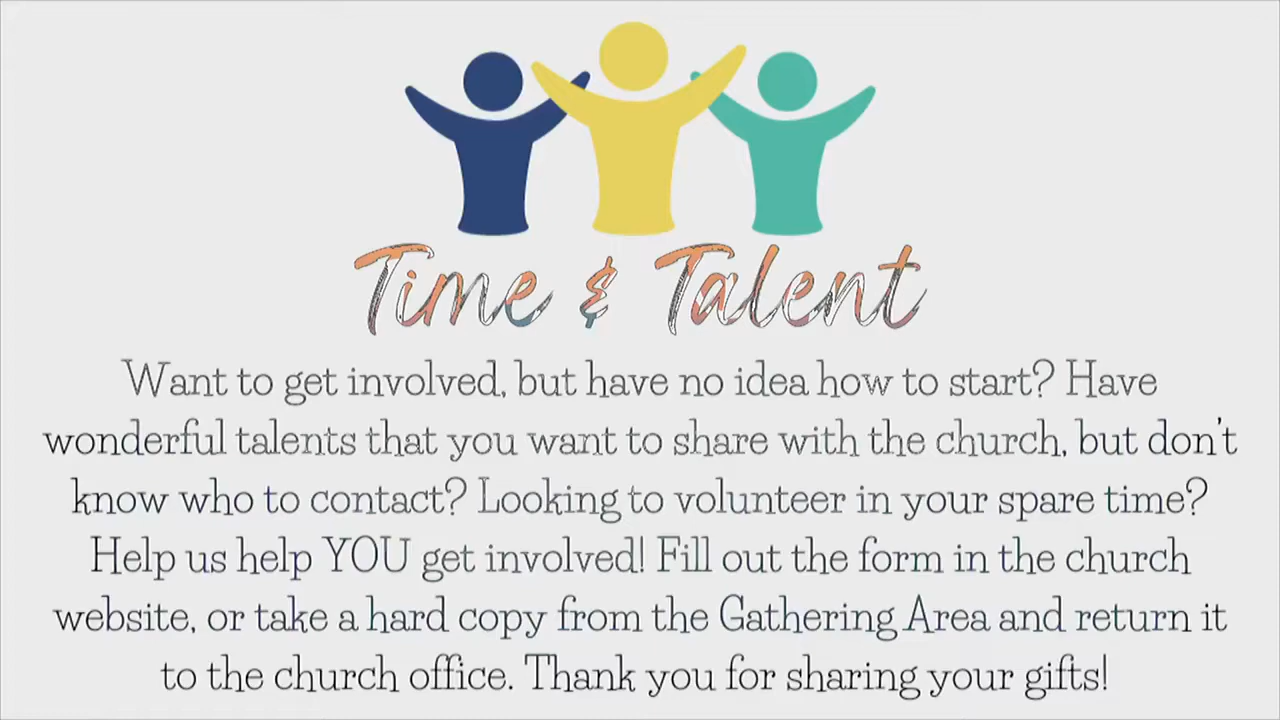 Time & Talent
Want to get involved, but have no idea how to start? Have
wonderful talents that you want to share with the church, but don't
know who to contact? Looking to volunteer in your spare time?
Help us help YOU get involved! Fill out the form in the church
website, or take a hard copy from the Gathering Area and return it
to the church office. Thank you for sharing your gifts!